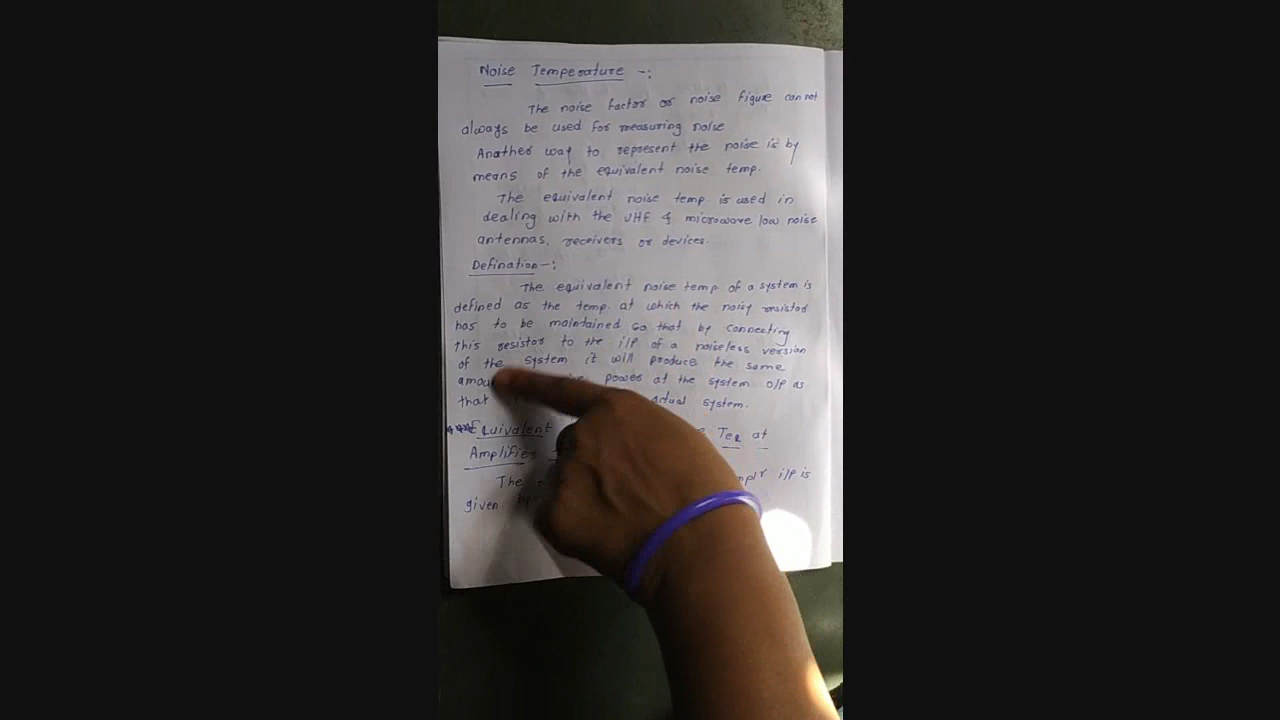 Noise Temperature -:
The noise factor or noise figure can not
always be used for measuring noise
Another way to represent the noise is by
means of the equivalent noise temp.
The equivalent noise temp. is used in
dealing with the UHF & microwave low noise
antennas, receivers or devices.
Defination -:
The equivalent noise temp. of a system is
defined as the temp. at which the noisy resistor
has to be maintained so that by connecting
this resistor to the i/p of a noiseless version
of the system it will produce the same
power at the system o/p as
that actual system.
Equivalent Teq at
Amplifier
The i/p is
given